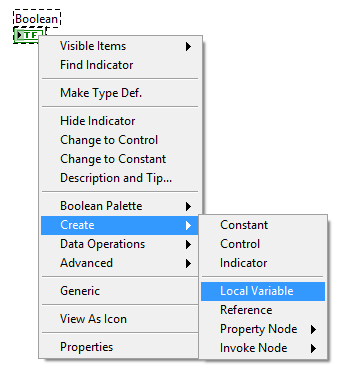 Boolean
TF
Visible Items
Find Indicator
Make Type Def.
Hide Indicator
Change to Control
Change to Constant
Description and Tip...
Boolean Palette
Create
Data Operations
Advanced
Generic
View As Icon
Properties
Constant
Control
Indicator
Local Variable
Reference
Property Node
Invoke Node